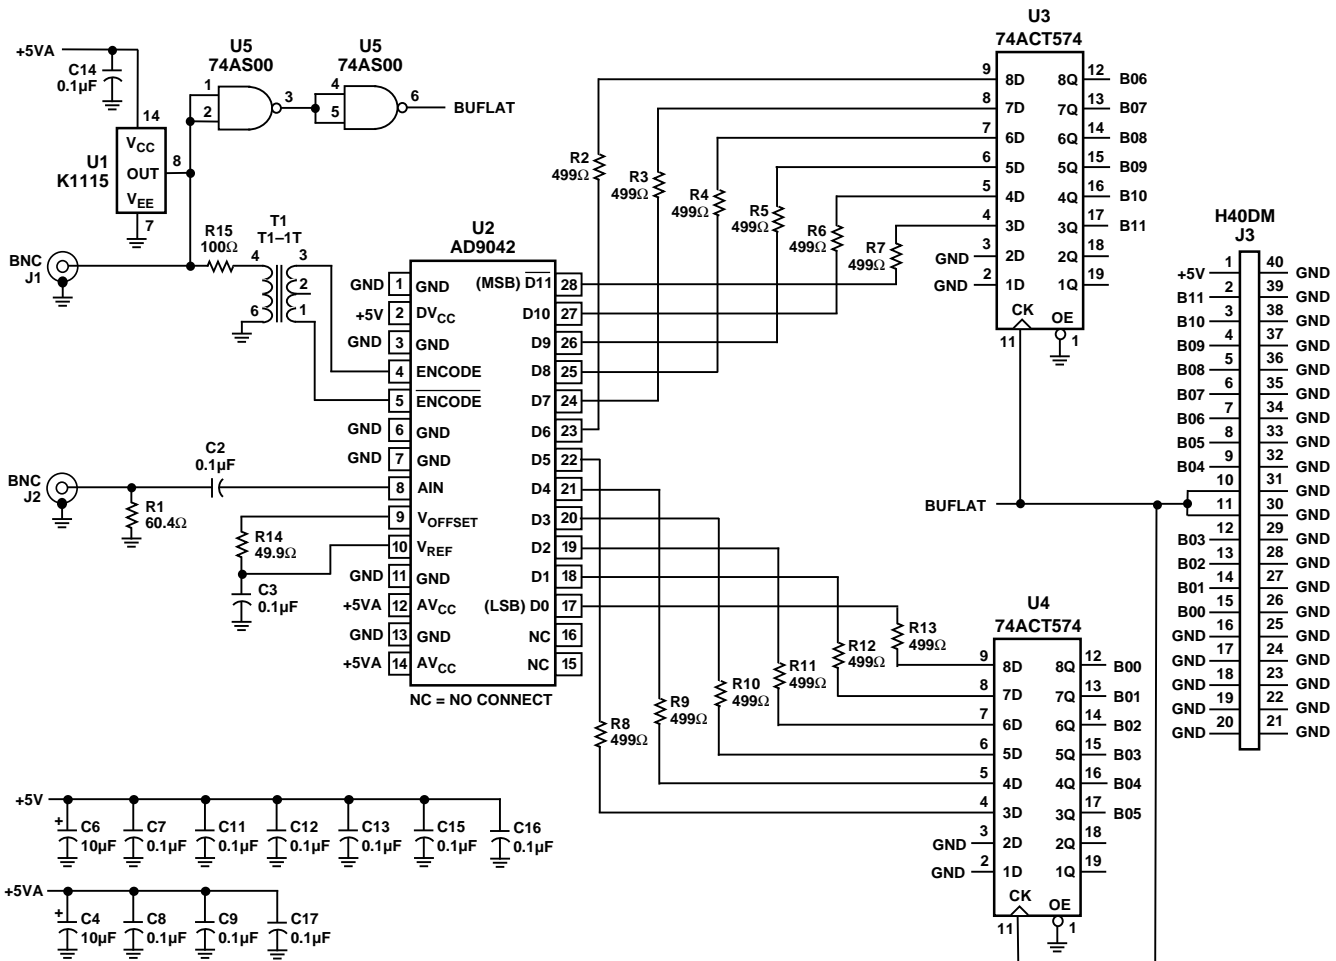 +5VA
C14
0.1µF
U5
74AS00
1
2
3
U5
74AS00
4
5
6
BUFLAT
14
VCC
U1
K1115
OUT
8
VEE
7
BNC
J1
R15
100Ω
T1
T1–1T
4
6
3
2
1
U2
AD9042
GND 1 GND
+5V 2 DVCC
GND 3 GND
4 ENCODE
5 ENCODE
GND 6 GND
GND 7 GND
8 AIN
9 VOFFSET
10 VREF
GND 11 GND
+5VA 12 AVCC
GND 13 GND
+5VA 14 AVCC
(MSB) D11 28
D10 27
D9 26
D8 25
D7 24
D6 23
D5 22
D4 21
D3 20
D2 19
D1 18
(LSB) D0 17
NC 16
NC 15
NC = NO CONNECT
BNC
J2
R1
60.4Ω
C2
0.1µF
R14
49.9Ω
C3
0.1µF
R2
499Ω
R3
499Ω
R4
499Ω
R5
499Ω
R6
499Ω
R7
499Ω
U3
74ACT574
9 8D 8Q 12 B06
8 7D 7Q 13 B07
7 6D 6Q 14 B08
6 5D 5Q 15 B09
5 4D 4Q 16 B10
4 3D 3Q 17 B11
GND 3 2D 2Q 18
GND 2 1D 1Q 19
CK OE
11 1
BUFLAT
R13
499Ω
R12
499Ω
R11
499Ω
R10
499Ω
R9
499Ω
R8
499Ω
U4
74ACT574
9 8D 8Q 12 B00
8 7D 7Q 13 B01
7 6D 6Q 14 B02
6 5D 5Q 15 B03
5 4D 4Q 16 B04
4 3D 3Q 17 B05
GND 3 2D 2Q 18
GND 2 1D 1Q 19
CK OE
11 1
H40DM
J3
+5V 1 40 GND
B11 2 39 GND
B10 3 38 GND
B09 4 37 GND
B08 5 36 GND
B07 6 35 GND
B06 7 34 GND
B05 8 33 GND
B04 9 32 GND
10 31 GND
11 30 GND
B03 12 29 GND
B02 13 28 GND
B01 14 27 GND
B00 15 26 GND
GND 16 25 GND
GND 17 24 GND
GND 18 23 GND
GND 19 22 GND
GND 20 21 GND
+5V
+ C6
10µF
C7
0.1µF
C11
0.1µF
C12
0.1µF
C13
0.1µF
C15
0.1µF
C16
0.1µF
+5VA
+ C4
10µF
C8
0.1µF
C9
0.1µF
C17
0.1µF